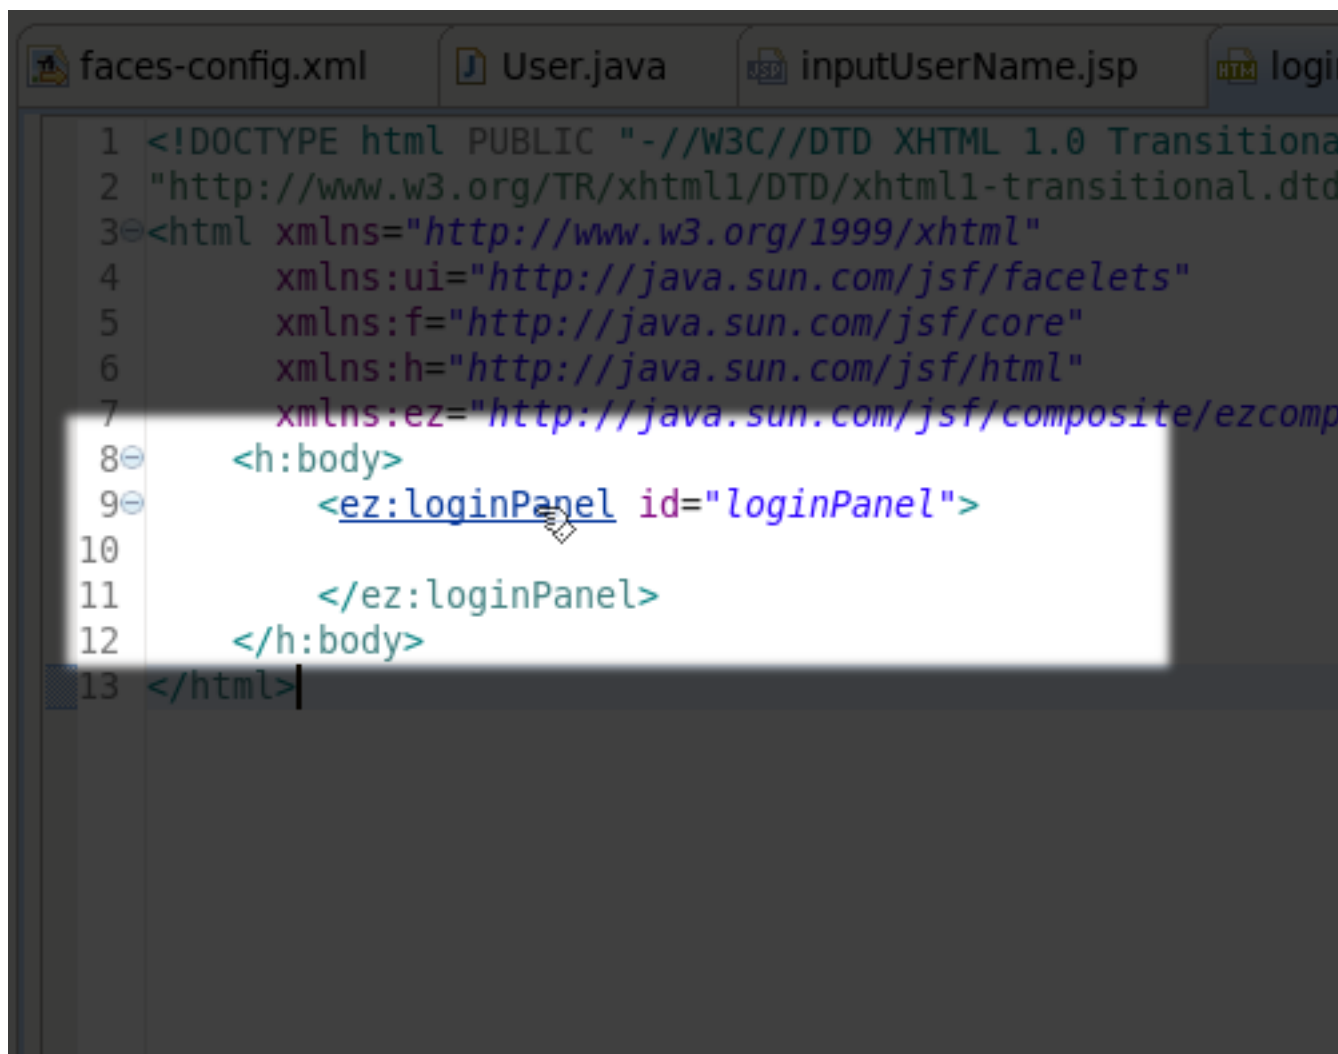 faces-config.xml User.java inputUserName.jsp
1 <!DOCTYPE html PUBLIC "-//W3C//DTD XHTML 1.0
2 "http://www.w3.org/TR/xhtml1/DTD/xhtml1-transitional.dtd
3 <html xmlns="http://www.w3.org/1999/xhtml"
4 xmlns:ui="http://java.sun.com/jsf/facelets"
5 xmlns:f="http://java.sun.com/jsf/core"
6 xmlns:h="http://java.sun.com/jsf/html"
7 xmlns:ez="http://java.sun.com/jsf/composite/ezcomp
8 <h:body>
9 <ez:loginPanel id="loginPanel">
10
11 </ez:loginPanel>
12 </h:body>
13 </html>